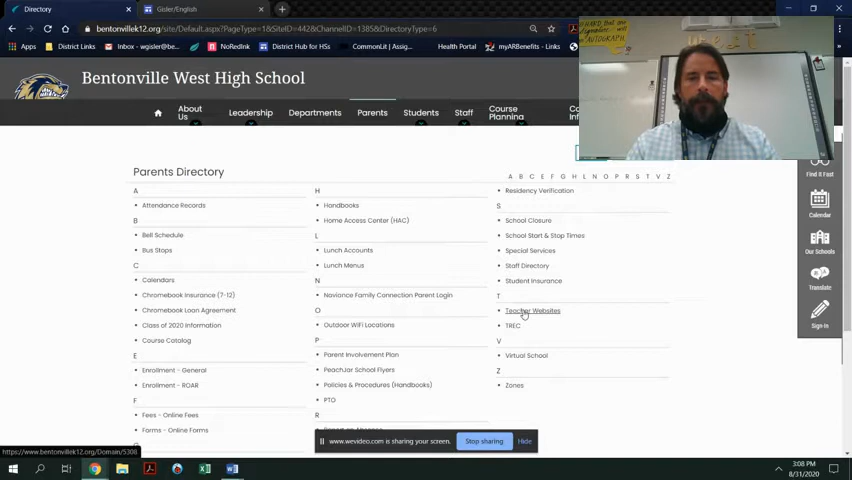 Directory
Gisler/English
bentonvillek12.org/site/Default.aspx?PageType=1&SiteID=442&ChannelID=1385&DirectoryType=6
Apps
District Links
Inbox - wgisler@be...
NoRedInk
District Hub for HSs
CommonLit | Assig...
Health Portal
myARBenefits - Links
Bentonville West High School
About Us
Leadership
Departments
Parents
Students
Staff
Course Planning
Parents Directory
A B C E F G H L N O P R S T V Z
A
Attendance Records
B
Bell Schedule
Bus Stops
C
Calendars
Chromebook Insurance (7-12)
Chromebook Loan Agreement
Class of 2020 Information
Course Catalog
E
Enrollment - General
Enrollment - ROAR
F
Fees - Online Fees
Forms - Online Forms
G
H
Handbooks
Home Access Center (HAC)
L
Lunch Accounts
Lunch Menus
N
Naviance Family Connection Parent Login
O
Outdoor WiFi Locations
P
Parent Involvement Plan
PeachJar School Flyers
Policies & Procedures (Handbooks)
PTO
R
Residency Verification
S
School Closure
School Start & Stop Times
Special Services
Staff Directory
Student Insurance
T
Teacher Websites
TREC
V
Virtual School
Z
Zones
Find It Fast
Calendar
Our Schools
Translate
Sign In
www.wevideo.com is sharing your screen.
Stop sharing
Hide
https://www.bentonvillek12.org/Domain/5308
3:08 PM
8/31/2020